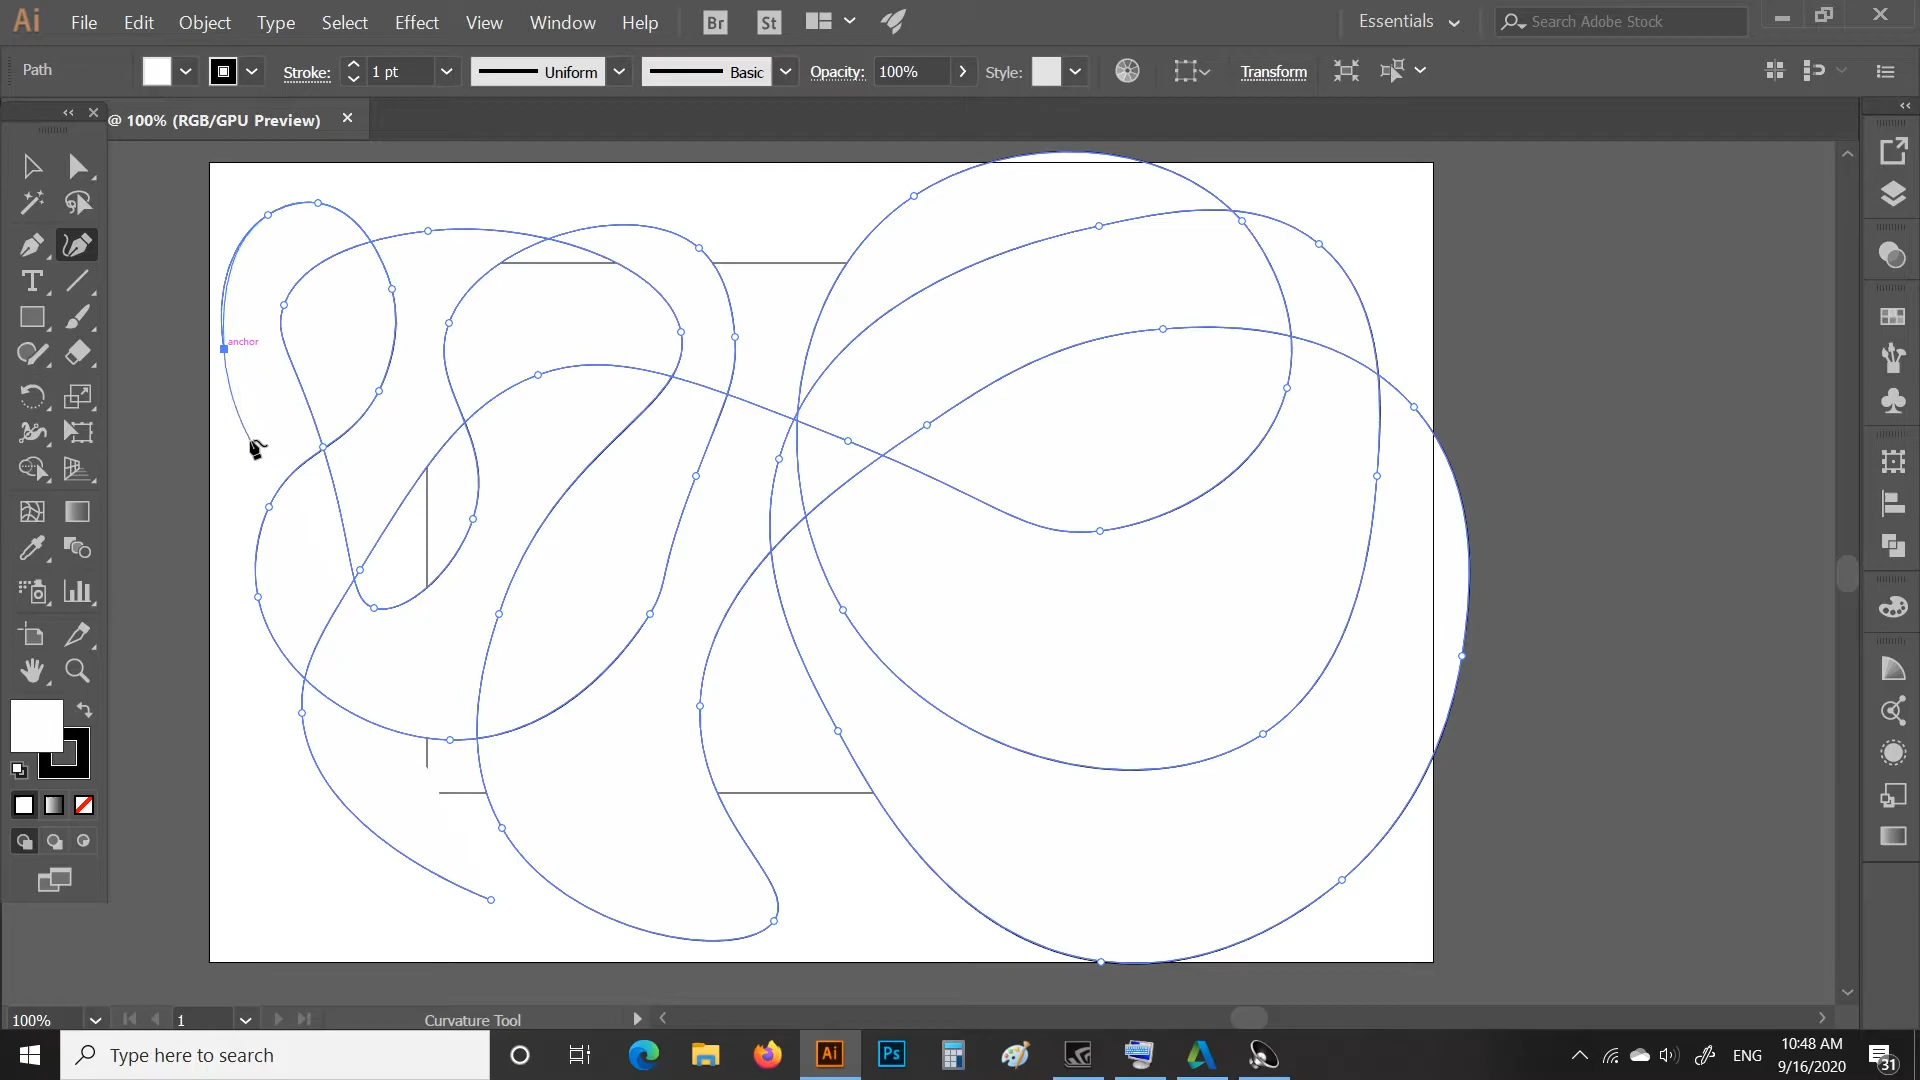 Ai File Edit Object Type Select Effect View Window Help Br St Essentials Search Adobe Stock
Path Stroke: 1 pt Uniform Basic Opacity: 100% Style: Transform
@ 100% (RGB/GPU Preview)
anchor
100% 1 Curvature Tool
Type here to search Ai Ps ENG 10:48 AM
9/16/2020 31